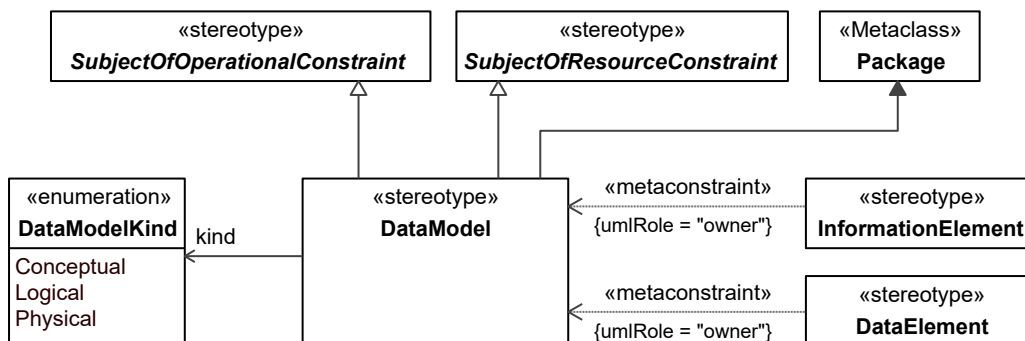 «stereotype»
SubjectOfOperationalConstraint
«stereotype»
SubjectOfResourceConstraint
«Metaclass»
Package
«enumeration»
DataModelKind
Conceptual
Logical
Physical
kind
«stereotype»
DataModel
«metaconstraint»
{umlRole = "owner"}
«stereotype»
InformationElement
«metaconstraint»
{umlRole = "owner"}
«stereotype»
DataElement